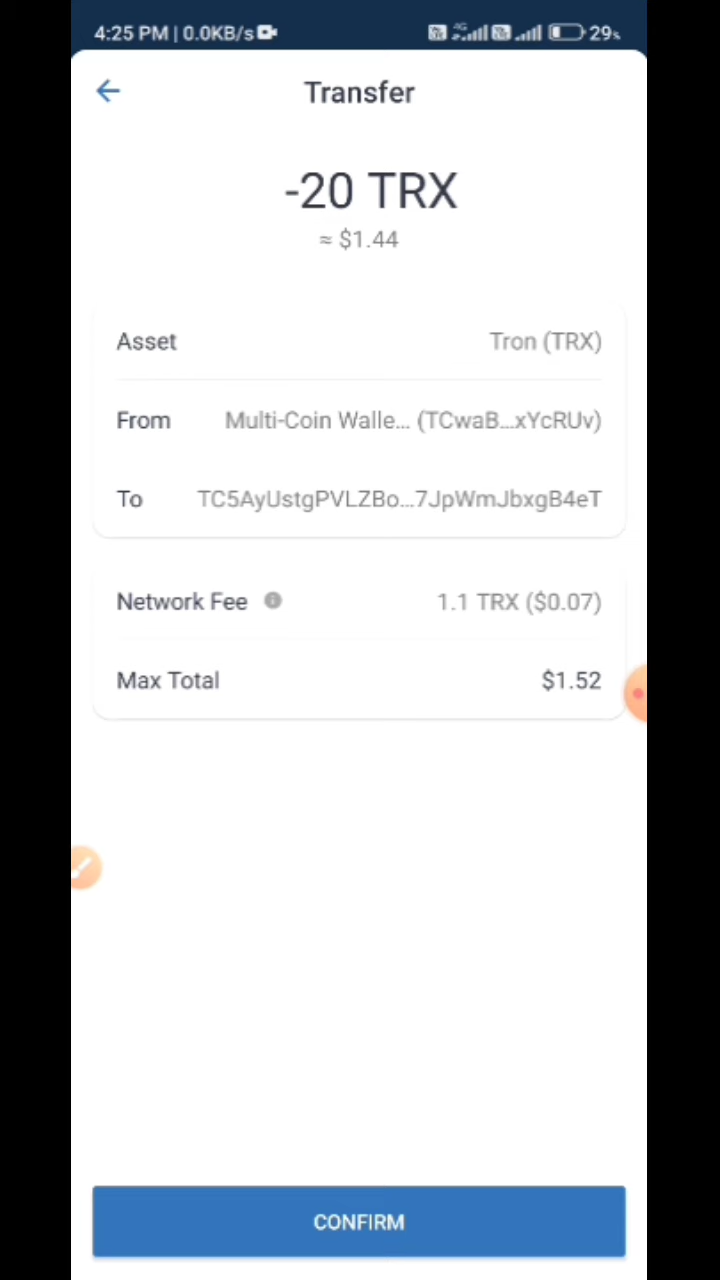 4:25 PM | 0.0KB/s 4G 29%
Transfer
-20 TRX
≈ $1.44
Asset Tron (TRX)
From Multi-Coin Walle... (TCwaB...xYcRUv)
To TC5AyUstgPVLZBo...7JpWmJbxgB4eT
Network Fee 1.1 TRX ($0.07)
Max Total $1.52
CONFIRM